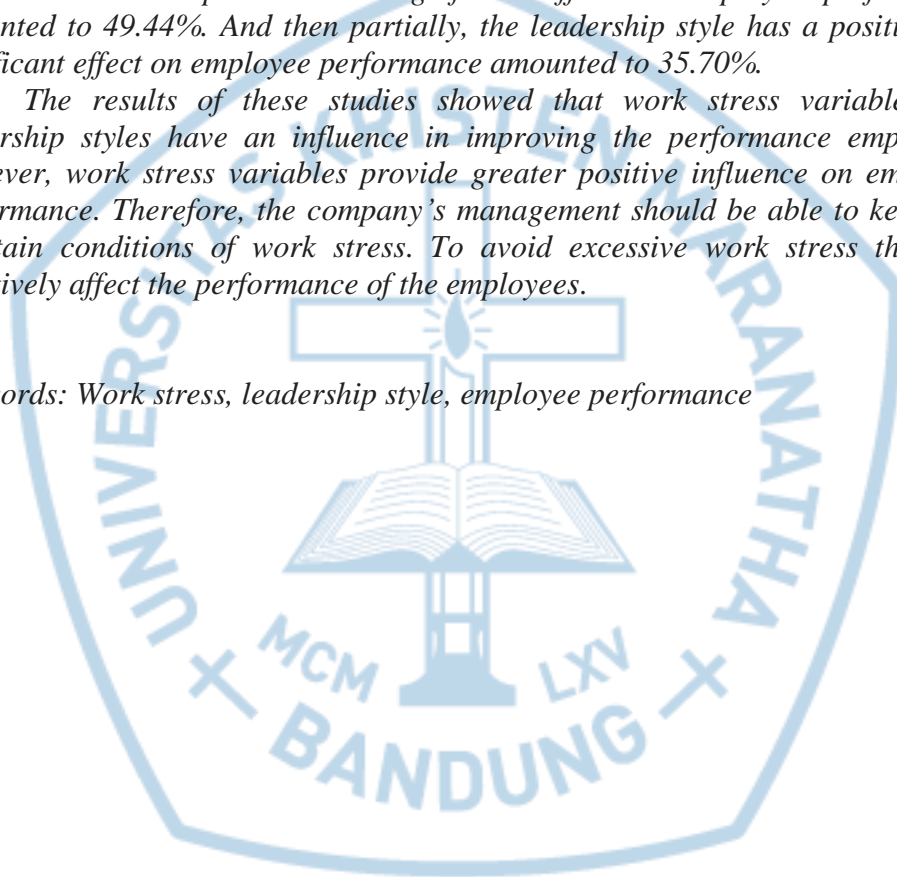 nted to 49.44%. And then partially, the leadership style has a positi
ficant effect on employee performance amounted to 35.70%.
The results of these studies showed that work stress variable
ership styles have an influence in improving the performance emp
ever, work stress variables provide greater positive influence on em
rmance. Therefore, the company's management should be able to ke
tain conditions of work stress. To avoid excessive work stress th
tively affect the performance of the employees.
ords: Work stress, leadership style, employee performance
UNIVERSITAS KRISTEN MARANATHA
MCM LXV
BANDUNG